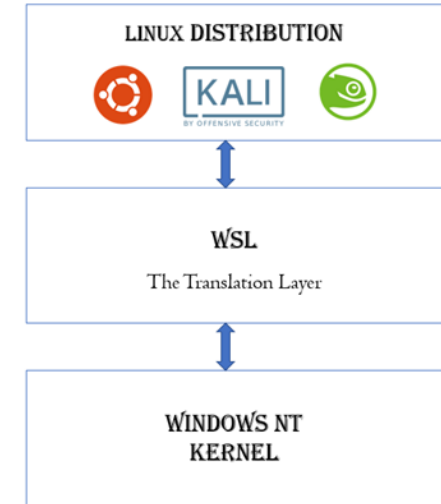 LINUX DISTRIBUTION
KALI
BY OFFENSIVE SECURITY
WSL
The Translation Layer
WINDOWS NT
KERNEL